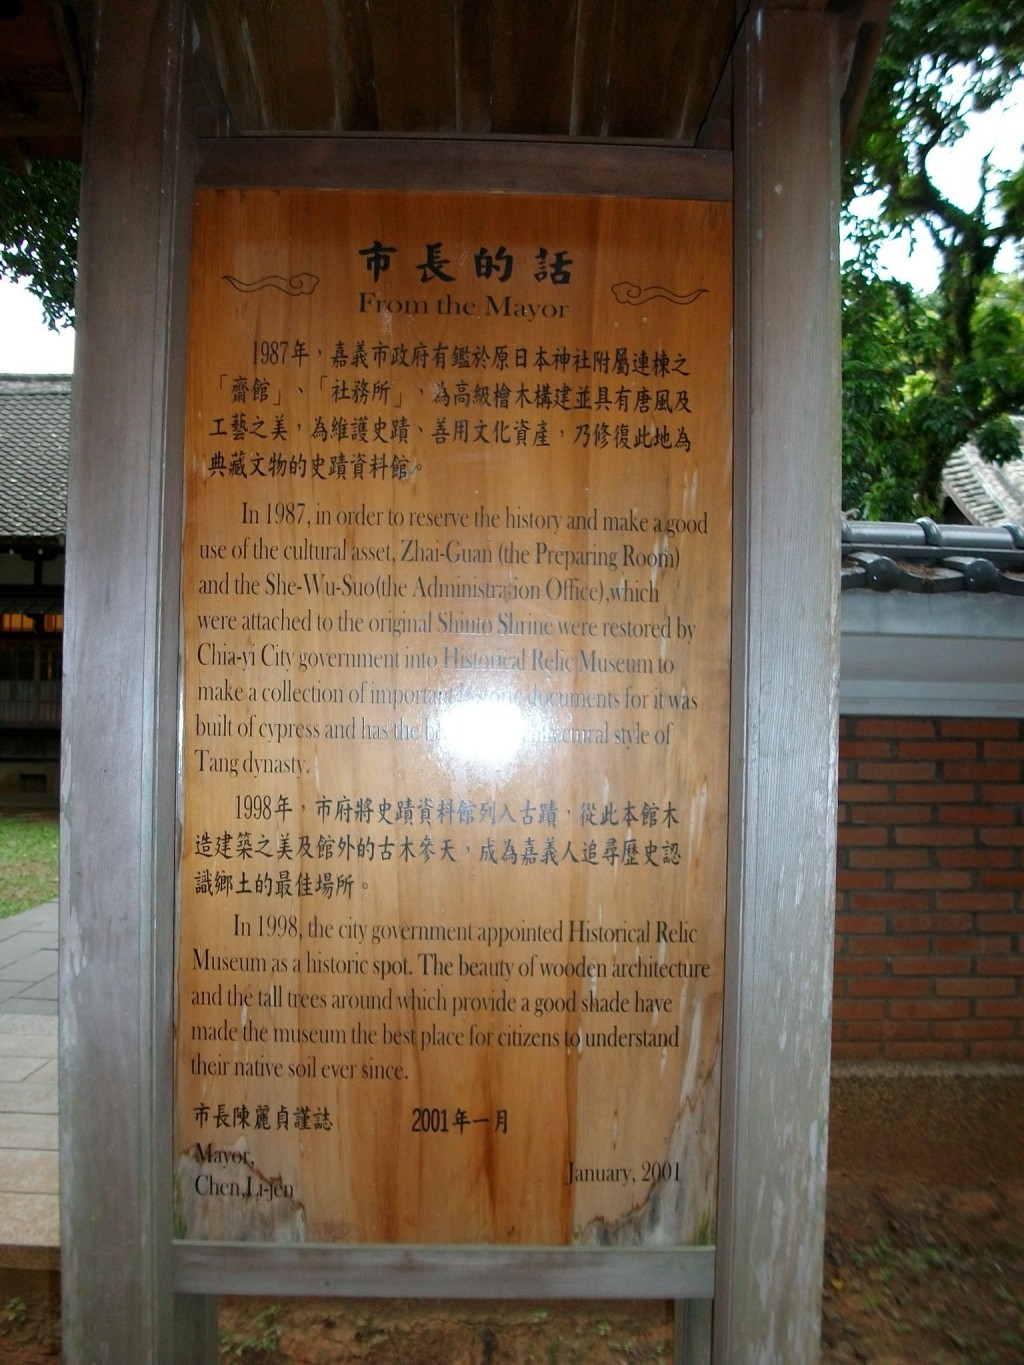 市長的話
From the Mayor
1987年，嘉義市政府有鑑於原日本神社附屬連棟之
「齋館」、「社務所」，為高級檜木構建並具有唐風及
工藝之美，為維護史蹟、善用文化資產，乃修復此地為
典藏文物的史蹟資料館。
In 1987, in order to reserve the history and make a good
use of the cultural asset, Zhai-Guan (the Preparing Room)
and the She-Wu-Suo(the Administration Office),which
were attached to the original Shinto Shrine were restored by
Chia-yi City government into Historical Relic Museum to
make a collection of important historic documents for it was
built of cypress and has the style of
Tang dynasty.
1998年，市府將史蹟資料館列入古蹟，從此本館木
造建築之美及館外的古木參天，成為嘉義人追尋歷史認
識鄉土的最佳場所。
In 1998, the city government appointed Historical Relic
Museum as a historic spot. The beauty of wooden architecture
and the tall trees around which provide a good shade have
made the museum the best place for citizens to understand
their native soil ever since.
市長陳麗貞謹誌 2001年一月
Mayor,
Chen,Li-jen January, 2001